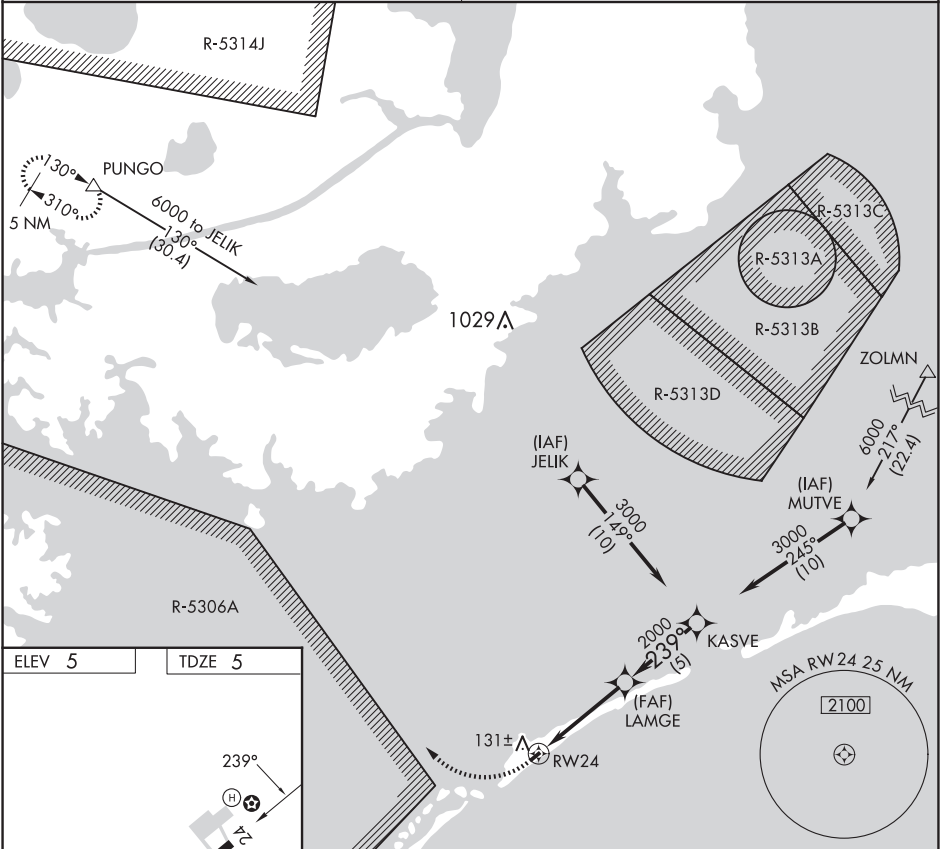 R-5314J
PUNGO
130°
310°
5 NM
6000 to JELIK
130°
(30.4)
1029
R-5313C
R-5313A
R-5313B
R-5313D
ZOLMN
6000
217°
(22.4)
(IAF)
JELIK
3000
149°
(10)
(IAF)
MUTVE
3000
245°
(10)
R-5306A
2000
239°
(5)
KASVE
(FAF)
LAMGE
131±
RW24
MSA RW24 25 NM
2100
ELEV 5
TDZE 5
239°
H
24